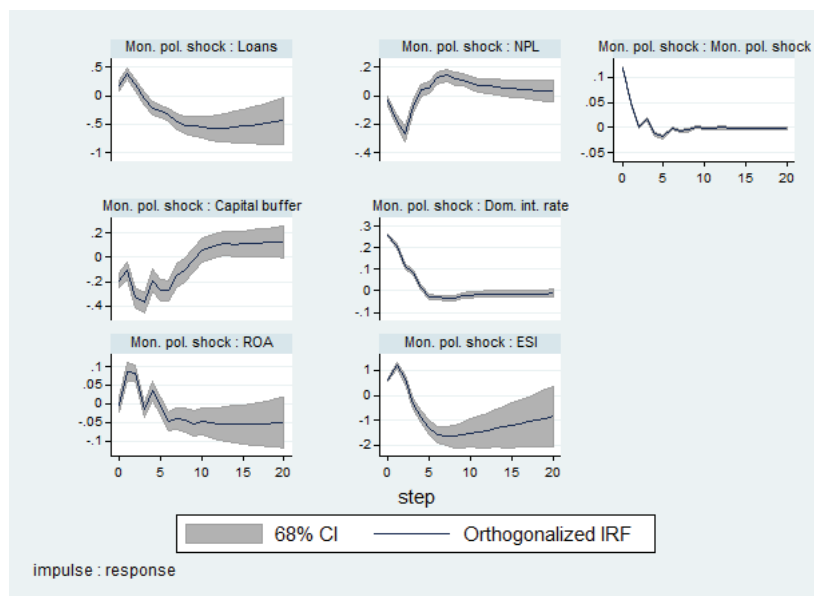 Mon. pol. shock : Loans
.5
0
-.5
-1
Mon. pol. shock : NPL
.2
0
-.2
-.4
Mon. pol. shock : Mon. pol. shock
.1
.05
0
-.05
0 5 10 15 20
Mon. pol. shock : Capital buffer
.2
0
-.2
-.4
Mon. pol. shock : Dom. int. rate
.3
.2
.1
0
-.1
Mon. pol. shock : ROA
.1
.05
0
-.05
-.1
0 5 10 15 20
Mon. pol. shock : ESI
1
0
-1
-2
0 5 10 15 20
step
68% CI
Orthogonalized IRF
impulse : response